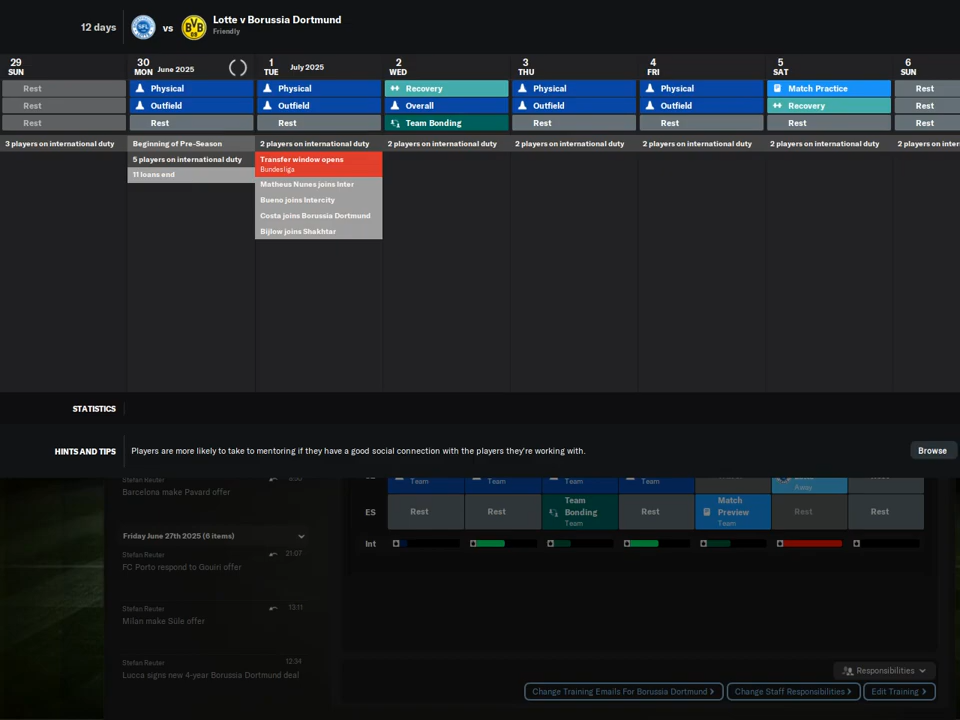 12 days
vs
Lotte v Borussia Dortmund
Friendly
29
SUN
30
MON June 2025
1
TUE July 2025
2
WED
3
THU
4
FRI
5
SAT
6
SUN
Rest Physical Physical Recovery Physical Physical Match Practice Rest
Rest Outfield Outfield Overall Outfield Outfield Recovery Rest
Rest Rest Rest Team Bonding Rest Rest Rest Rest
3 players on international duty Beginning of Pre-Season 2 players on international duty 2 players on international duty 2 players on international duty 2 players on international duty 2 players on international duty 2 players on intern
5 players on international duty
11 loans end
Transfer window opens
Bundesliga
Matheus Nunes joins Inter
Bueno joins Intercity
Costa joins Borussia Dortmund
Bijlow joins Shakhtar
STATISTICS
HINTS AND TIPS
Players are more likely to take to mentoring if they have a good social connection with the players they're working with.
Browse
Stefan Reuter
Barcelona make Pavard offer
Friday June 27th 2025 (6 items)
Stefan Reuter 21:07
FC Porto respond to Gouiri offer
Stefan Reuter 13:11
Milan make Süle offer
Stefan Reuter 12:34
Lucca signs new 4-year Borussia Dortmund deal
Team Team Team Team Away
ES
Rest
Rest
Team
Bonding
Team
Rest
Match
Preview
Team
Rest
Rest
Int
Responsibilities
Change Training Emails For Borussia Dortmund
Change Staff Responsibilities
Edit Training